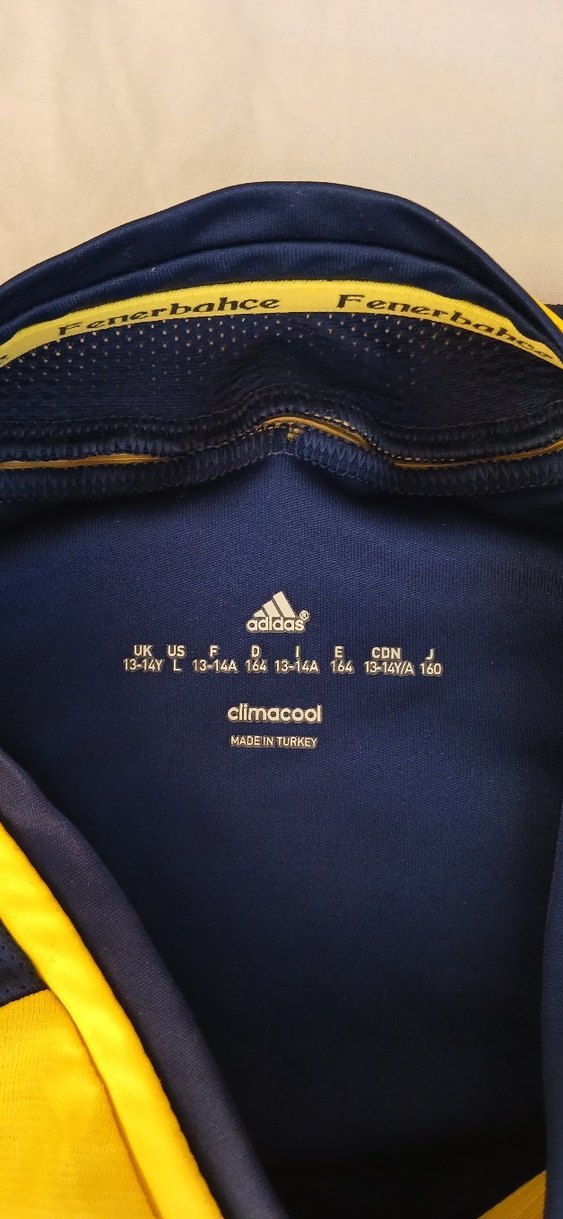 Fenerbahce Fenerbahce
adidas®
UK US F D I E CDN J
13-14Y L 13-14A 164 13-14A 164 13-14Y/A 160
climacool
MADE IN TURKEY